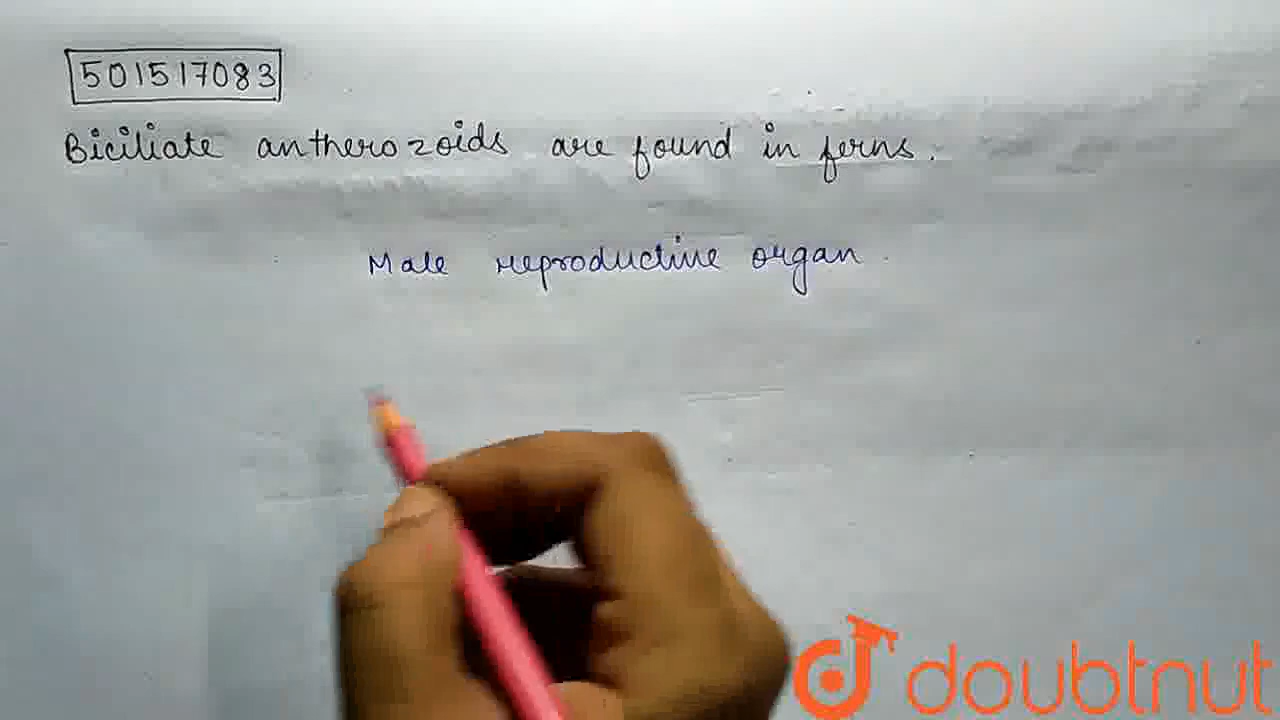 501517083
Biciliate antherozoids are found in ferns.
Male reproductive organ.
doubtnut